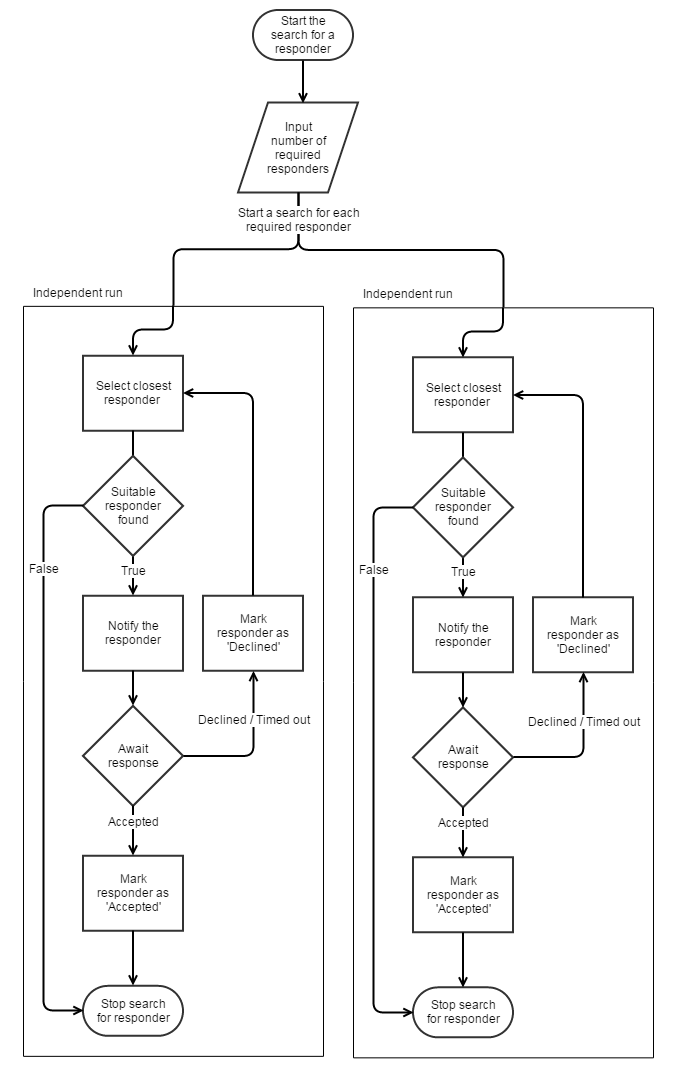 Start the
search for a
responder
Input
number of
required
responders
Start a search for each
required responder
Independent run
Select closest
responder
Suitable
responder
found
False
True
Notify the
responder
Mark
responder as
'Declined'
Declined / Timed out
Await
response
Accepted
Mark
responder as
'Accepted'
Stop search
for responder
Independent run
Select closest
responder
Suitable
responder
found
False
True
Notify the
responder
Mark
responder as
'Declined'
Declined / Timed out
Await
response
Accepted
Mark
responder as
'Accepted'
Stop search
for responder